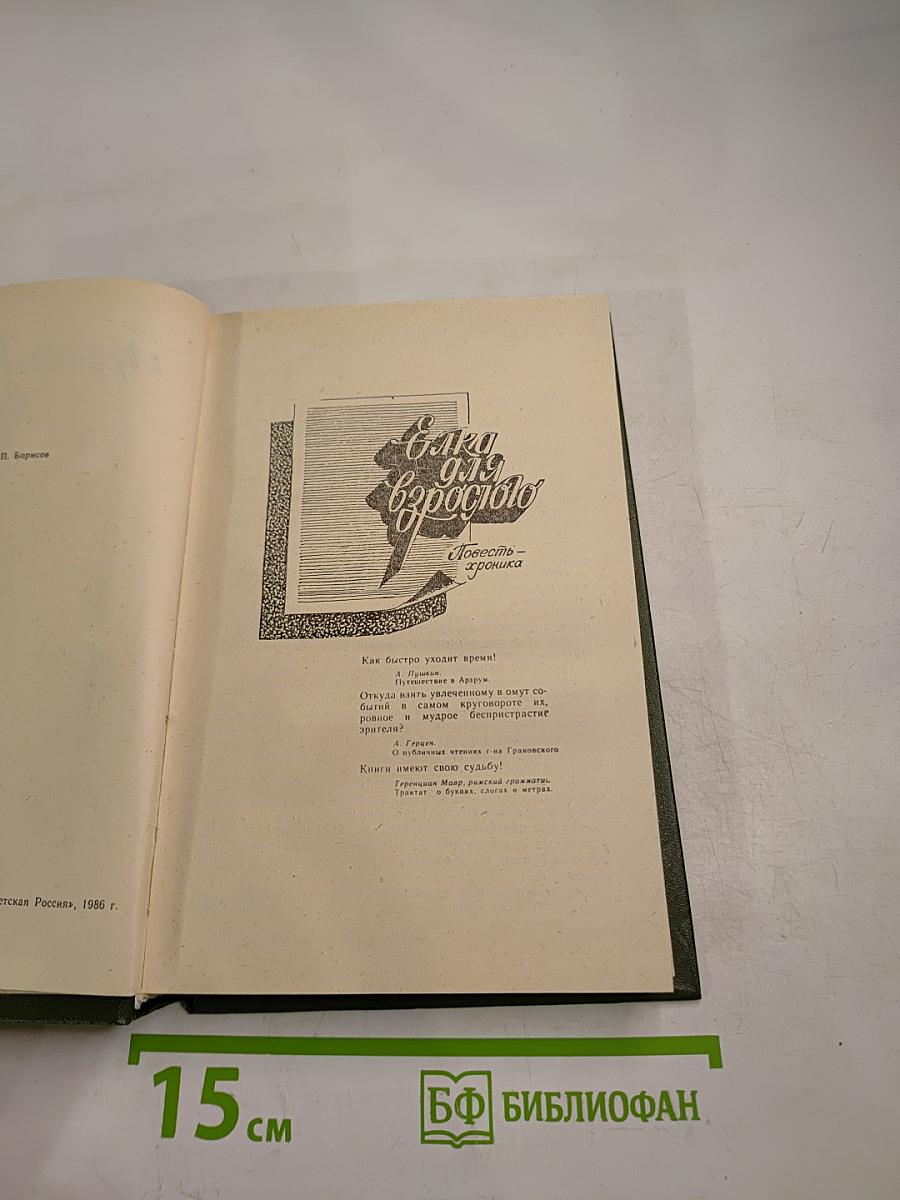 П. Борисов
етская Россия», 1986 г.
Ёлка
для
взрослого
Повесть–
хроника
Как быстро уходит время!
А. Пушкин.
Путешествие в Арзрум.
Откуда взять увлеченному в омут со-
бытий в самом круговороте их,
ровное и мудрое беспристрастие
зрителя?
А. Герцен.
О публичных чтениях г-на Грановского
Книги имеют свою судьбу!
Теренциан Мавр, римский грамматик.
Трактат о буквах, слогах и метрах.
15 см
БФ БИБЛИОФАН